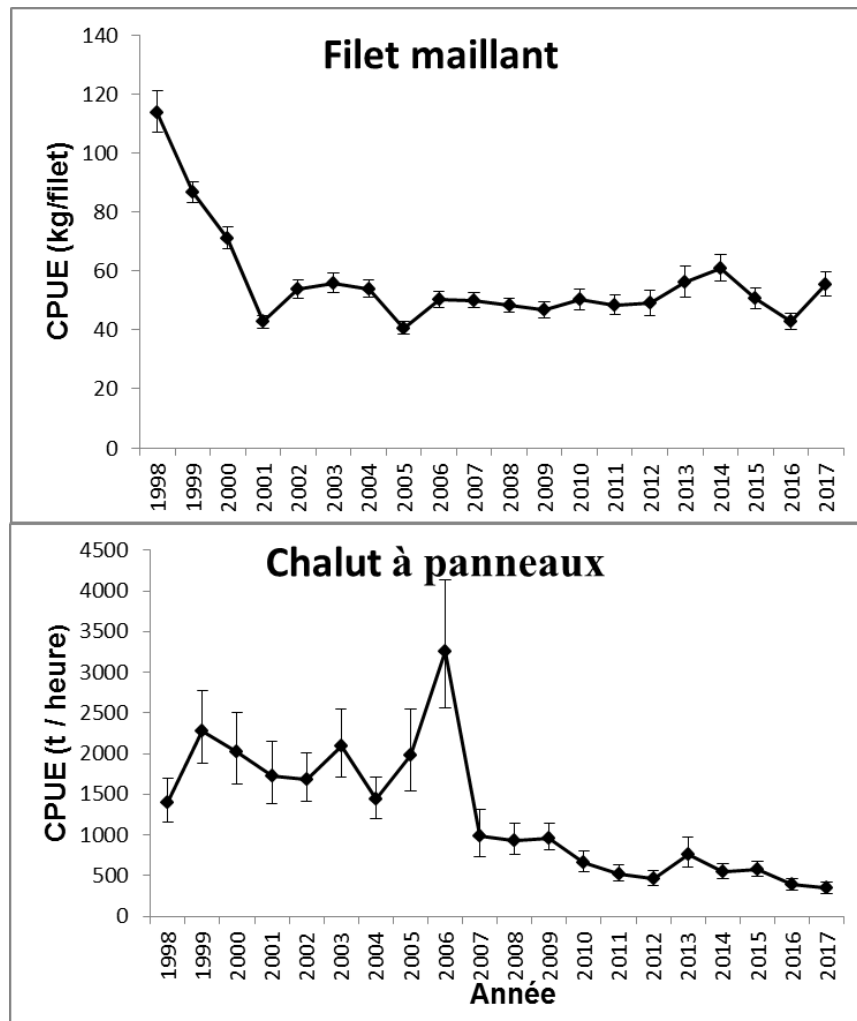 Filet maillant
CPUE (kg/filet)
140
120
100
80
60
40
20
0
1998 1999 2000 2001 2002 2003 2004 2005 2006 2007 2008 2009 2010 2011 2012 2013 2014 2015 2016 2017
Chalut à panneaux
CPUE (t / heure)
4500
4000
3500
3000
2500
2000
1500
1000
500
0
1998 1999 2000 2001 2002 2003 2004 2005 2006 2007 2008 2009 2010 2011 2012 2013 2014 2015 2016 2017
Année